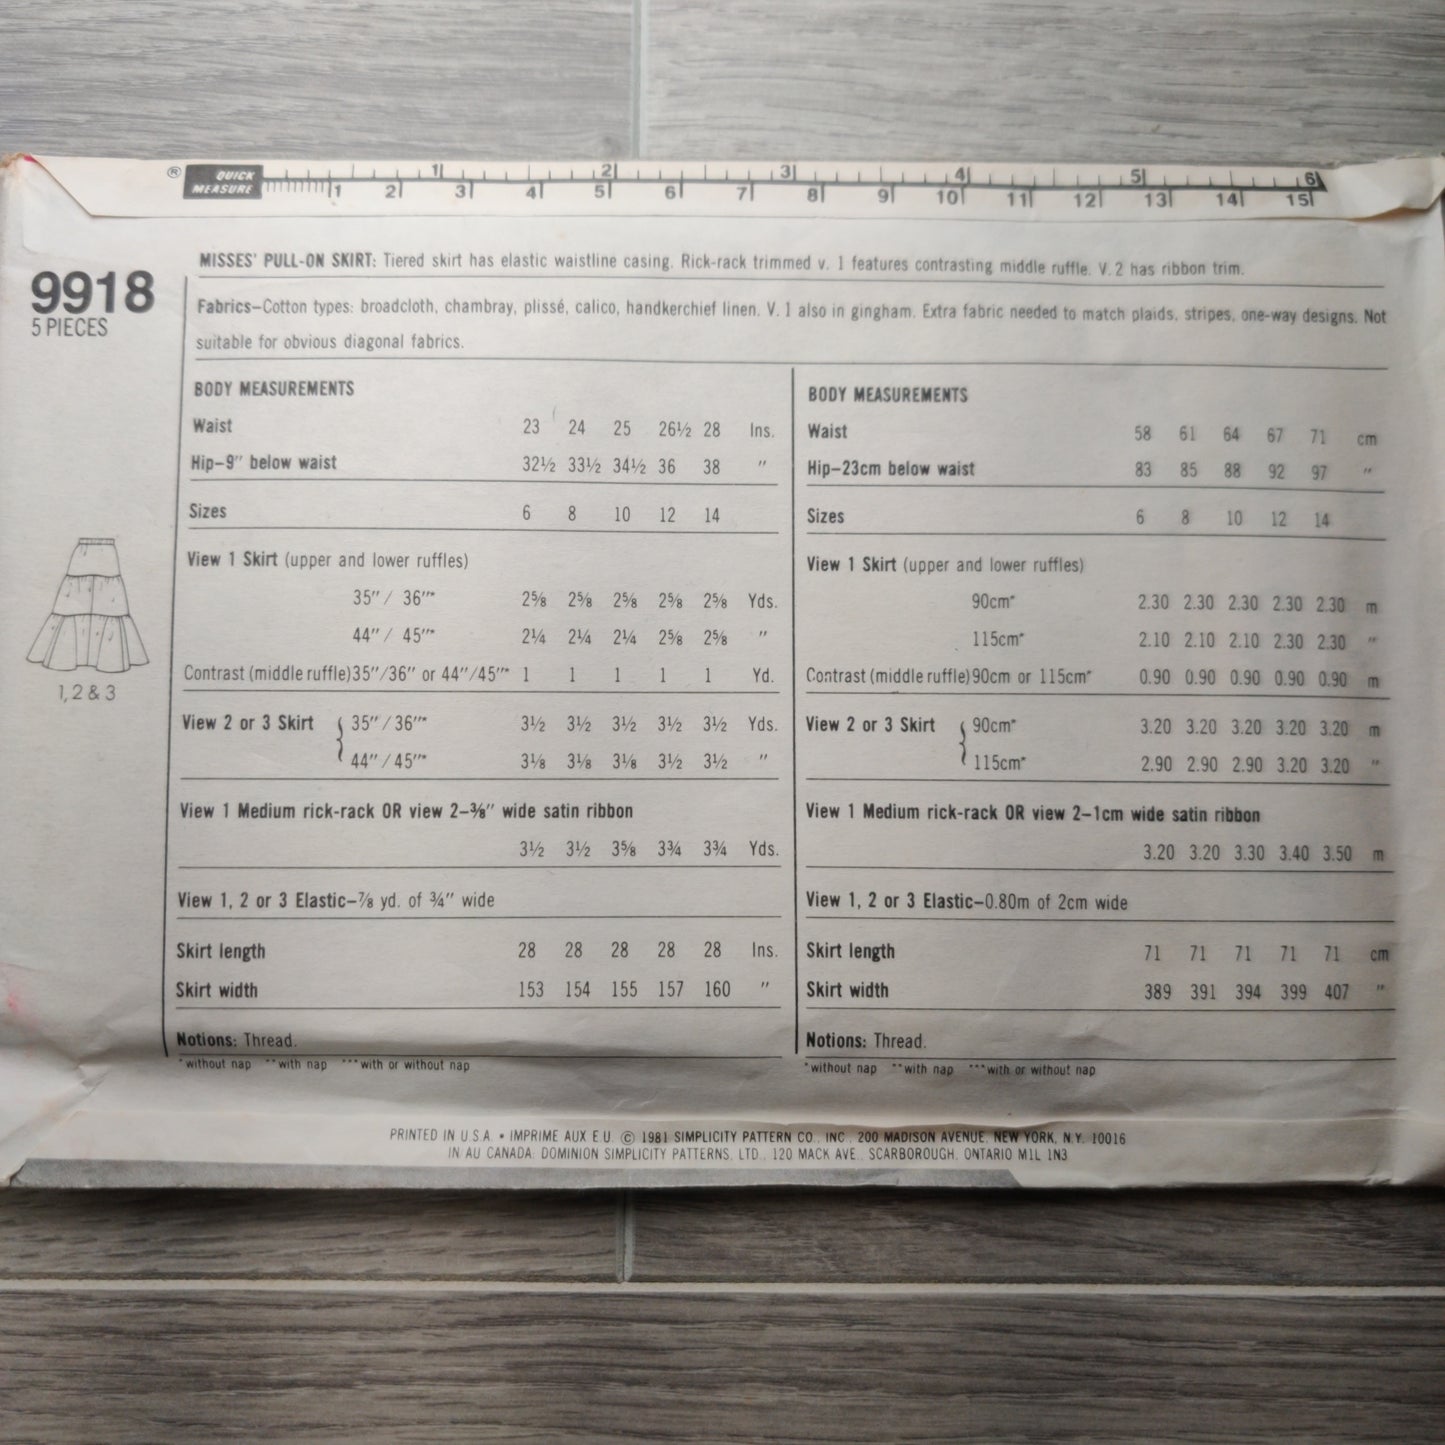 ® QUICK MEASURE 1 2 3 4 5 6
1 2 3 4 5 6 7 8 9 10 11 12 13 14 15
9918
5 PIECES
1, 2 & 3
MISSES' PULL-ON SKIRT: Tiered skirt has elastic waistline casing. Rick-rack trimmed v. 1 features contrasting middle ruffle. V. 2 has ribbon trim.
Fabrics–Cotton types: broadcloth, chambray, plissé, calico, handkerchief linen. V. 1 also in gingham. Extra fabric needed to match plaids, stripes, one-way designs. Not
suitable for obvious diagonal fabrics.
BODY MEASUREMENTS
Waist 23 24 25 26½ 28 Ins.
Hip–9″ below waist 32½ 33½ 34½ 36 38 ″
Sizes 6 8 10 12 14
View 1 Skirt (upper and lower ruffles)
35″ / 36″* 2⅝ 2⅝ 2⅝ 2⅝ 2⅝ Yds.
44″ / 45″* 2¼ 2¼ 2¼ 2⅝ 2⅝ ″
Contrast (middle ruffle) 35″/36″ or 44″/45″* 1 1 1 1 1 Yd.
View 2 or 3 Skirt { 35″ / 36″* 3½ 3½ 3½ 3½ 3½ Yds.
44″ / 45″* 3⅛ 3⅛ 3⅛ 3½ 3½ ″
View 1 Medium rick-rack OR view 2–⅜″ wide satin ribbon
3½ 3½ 3⅝ 3¾ 3¾ Yds.
View 1, 2 or 3 Elastic–⅞ yd. of ¾″ wide
Skirt length 28 28 28 28 28 Ins.
Skirt width 153 154 155 157 160 ″
Notions: Thread.
*without nap **with nap ***with or without nap
BODY MEASUREMENTS
Waist 58 61 64 67 71 cm
Hip–23cm below waist 83 85 88 92 97 ″
Sizes 6 8 10 12 14
View 1 Skirt (upper and lower ruffles)
90cm* 2.30 2.30 2.30 2.30 2.30 m
115cm* 2.10 2.10 2.10 2.30 2.30 ″
Contrast (middle ruffle) 90cm or 115cm* 0.90 0.90 0.90 0.90 0.90 m
View 2 or 3 Skirt { 90cm* 3.20 3.20 3.20 3.20 3.20 m
115cm* 2.90 2.90 2.90 3.20 3.20 ″
View 1 Medium rick-rack OR view 2–1cm wide satin ribbon
3.20 3.20 3.30 3.40 3.50 m
View 1, 2 or 3 Elastic–0.80m of 2cm wide
Skirt length 71 71 71 71 71 cm
Skirt width 389 391 394 399 407 ″
Notions: Thread.
*without nap **with nap ***with or without nap
PRINTED IN U.S.A. • IMPRIME AUX E.U. © 1981 SIMPLICITY PATTERN CO., INC., 200 MADISON AVENUE, NEW YORK, N.Y. 10016
IN AU CANADA: DOMINION SIMPLICITY PATTERNS, LTD., 120 MACK AVE., SCARBOROUGH, ONTARIO M1L 1N3